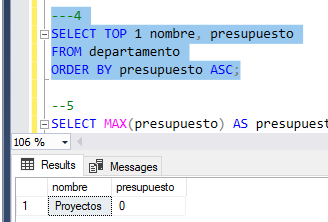 ---4
SELECT TOP 1 nombre, presupuesto
FROM departamento
ORDER BY presupuesto ASC;
--5
SELECT MAX(presupuesto) AS presupuest
106 %
Results Messages
nombre presupuesto
1 Proyectos 0